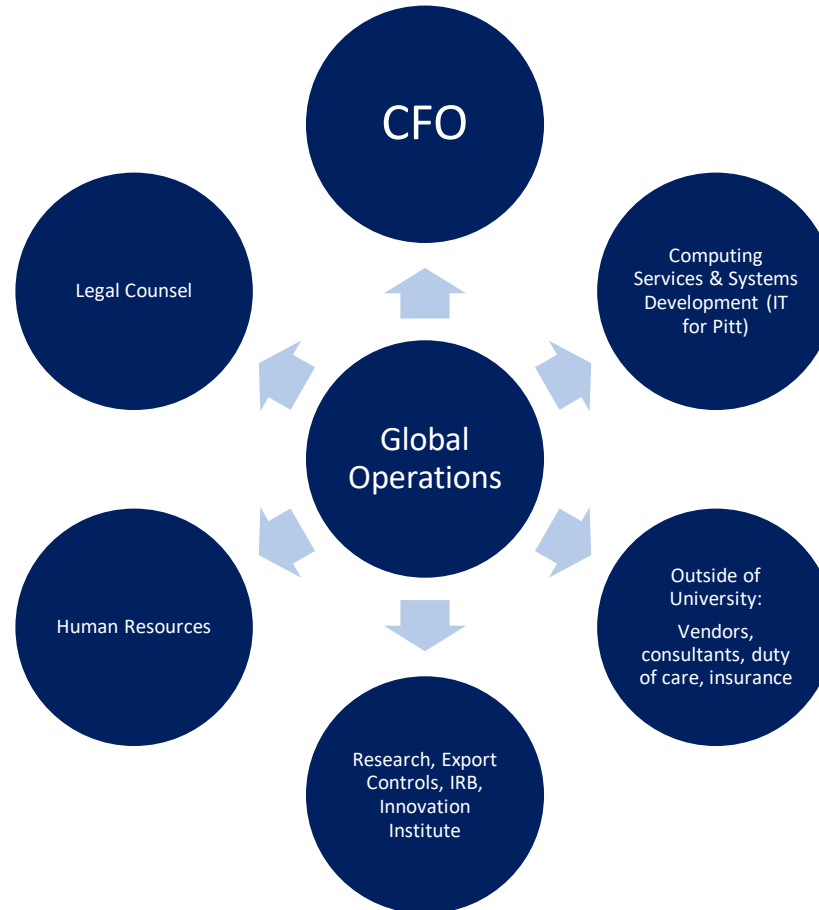 CFO
Legal Counsel
Computing
Services & Systems
Development (IT
for Pitt)
Global
Operations
Human Resources
Outside of
University:
Vendors,
consultants, duty
of care, insurance
Research, Export
Controls, IRB,
Innovation
Institute